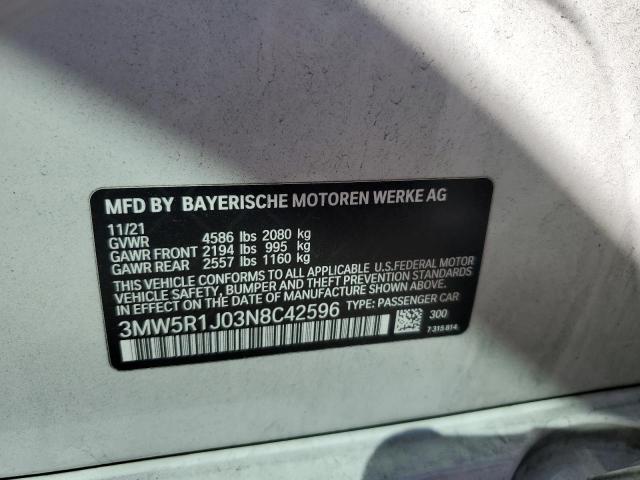 MFD BY BAYERISCHE MOTOREN WERKE AG
11/21
GVWR 4586 lbs 2080 kg
GAWR FRONT 2194 lbs 995 kg
GAWR REAR 2557 lbs 1160 kg
THIS VEHICLE CONFORMS TO ALL APPLICABLE U.S.FEDERAL MOTOR
VEHICLE SAFETY, BUMPER, AND THEFT PREVENTION STANDARDS
IN EFFECT ON THE DATE OF MANUFACTURE SHOWN ABOVE.
3MW5R1J03N8C42596 TYPE: PASSENGER CAR
300
7 315 814